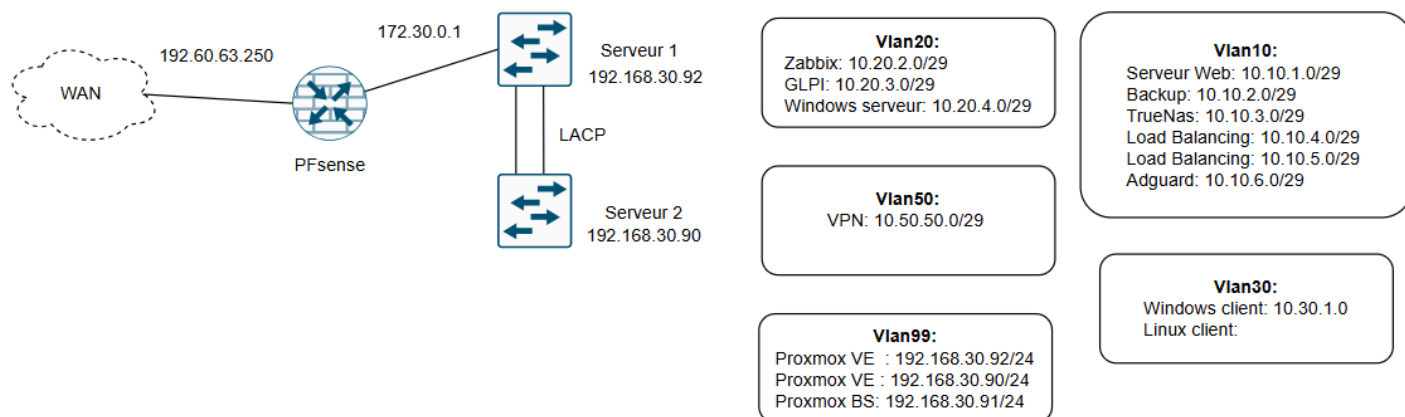 WAN
192.60.63.250
PFsense
172.30.0.1
Serveur 1
192.168.30.92
LACP
Serveur 2
192.168.30.90
Vlan20:
Zabbix: 10.20.2.0/29
GLPI: 10.20.3.0/29
Windows serveur: 10.20.4.0/29
Vlan10:
Serveur Web: 10.10.1.0/29
Backup: 10.10.2.0/29
TrueNas: 10.10.3.0/29
Load Balancing: 10.10.4.0/29
Load Balancing: 10.10.5.0/29
Adguard: 10.10.6.0/29
Vlan50:
VPN: 10.50.50.0/29
Vlan30:
Windows client: 10.30.1.0
Linux client:
Vlan99:
Proxmox VE : 192.168.30.92/24
Proxmox VE : 192.168.30.90/24
Proxmox BS: 192.168.30.91/24